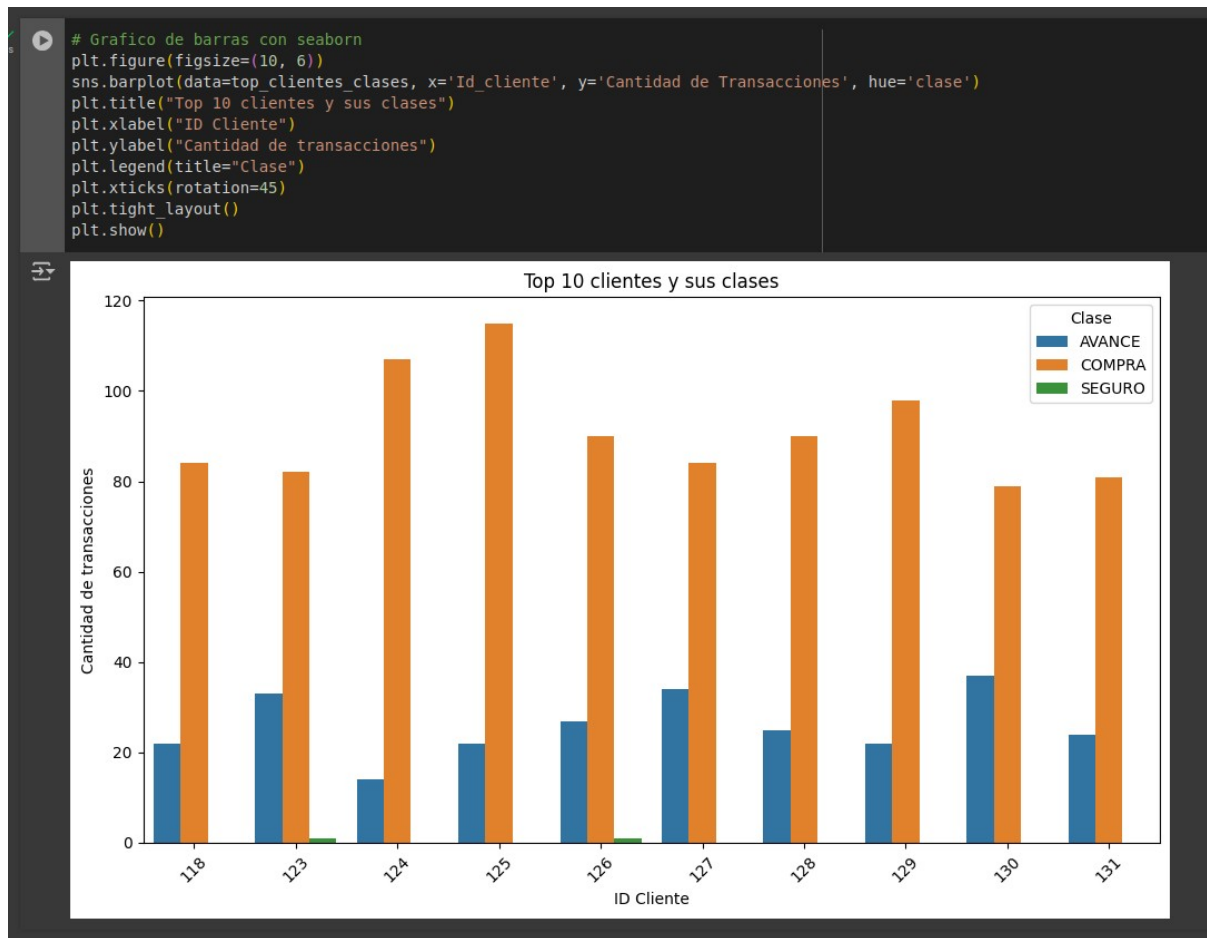 s
# Grafico de barras con seaborn
plt.figure(figsize=(10, 6))
sns.barplot(data=top_clientes_clases, x='Id_cliente', y='Cantidad de Transacciones', hue='clase')
plt.title("Top 10 clientes y sus clases")
plt.xlabel("ID Cliente")
plt.ylabel("Cantidad de transacciones")
plt.legend(title="Clase")
plt.xticks(rotation=45)
plt.tight_layout()
plt.show()
Top 10 clientes y sus clases
Clase
AVANCE
COMPRA
SEGURO
Cantidad de transacciones
120
100
80
60
40
20
0
118 123 124 125 126 127 128 129 130 131
ID Cliente